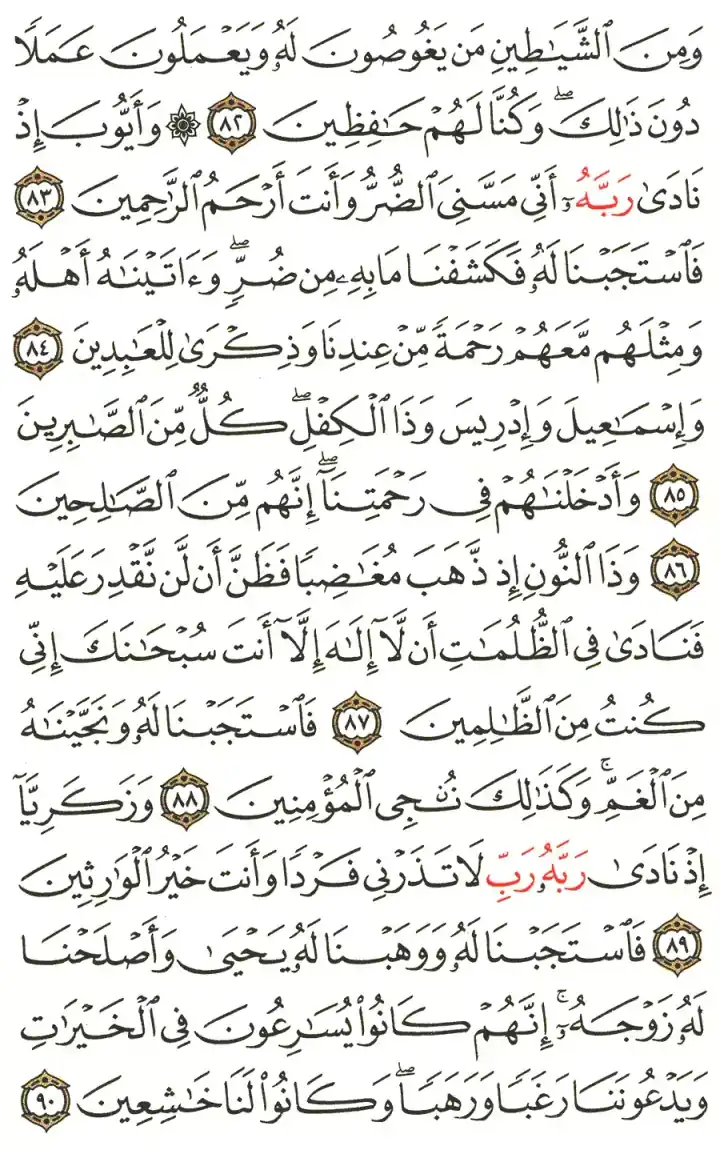 وَمِنَ ٱلشَّيَـٰطِينِ مَن يَغُوصُونَ لَهُۥ وَيَعْمَلُونَ عَمَلًا
دُونَ ذَٰلِكَ ۖ وَكُنَّا لَهُمْ حَـٰفِظِينَ ٨٢ ۞ وَأَيُّوبَ إِذْ
نَادَىٰ رَبَّهُۥٓ أَنِّى مَسَّنِىَ ٱلضُّرُّ وَأَنتَ أَرْحَمُ ٱلرَّٰحِمِينَ ٨٣
فَٱسْتَجَبْنَا لَهُۥ فَكَشَفْنَا مَا بِهِۦ مِن ضُرٍّ ۖ وَءَاتَيْنَـٰهُ أَهْلَهُۥ
وَمِثْلَهُم مَّعَهُمْ رَحْمَةً مِّنْ عِندِنَا وَذِكْرَىٰ لِلْعَـٰبِدِينَ ٨٤
وَإِسْمَـٰعِيلَ وَإِدْرِيسَ وَذَا ٱلْكِفْلِ ۖ كُلٌّ مِّنَ ٱلصَّـٰبِرِينَ
٨٥ وَأَدْخَلْنَـٰهُمْ فِى رَحْمَتِنَآ ۖ إِنَّهُم مِّنَ ٱلصَّـٰلِحِينَ
٨٦ وَذَا ٱلنُّونِ إِذ ذَّهَبَ مُغَـٰضِبًا فَظَنَّ أَن لَّن نَّقْدِرَ عَلَيْهِ
فَنَادَىٰ فِى ٱلظُّلُمَـٰتِ أَن لَّآ إِلَـٰهَ إِلَّآ أَنتَ سُبْحَـٰنَكَ إِنِّى
كُنتُ مِنَ ٱلظَّـٰلِمِينَ ٨٧ فَٱسْتَجَبْنَا لَهُۥ وَنَجَّيْنَـٰهُ
مِنَ ٱلْغَمِّ ۚ وَكَذَٰلِكَ نُـۨجِى ٱلْمُؤْمِنِينَ ٨٨ وَزَكَرِيَّآ
إِذْ نَادَىٰ رَبَّهُۥ رَبِّ لَا تَذَرْنِى فَرْدًا وَأَنتَ خَيْرُ ٱلْوَٰرِثِينَ
٨٩ فَٱسْتَجَبْنَا لَهُۥ وَوَهَبْنَا لَهُۥ يَحْيَىٰ وَأَصْلَحْنَا
لَهُۥ زَوْجَهُۥٓ ۚ إِنَّهُمْ كَانُوا۟ يُسَـٰرِعُونَ فِى ٱلْخَيْرَٰتِ
وَيَدْعُونَنَا رَغَبًا وَرَهَبًا ۖ وَكَانُوا۟ لَنَا خَـٰشِعِينَ ٩٠